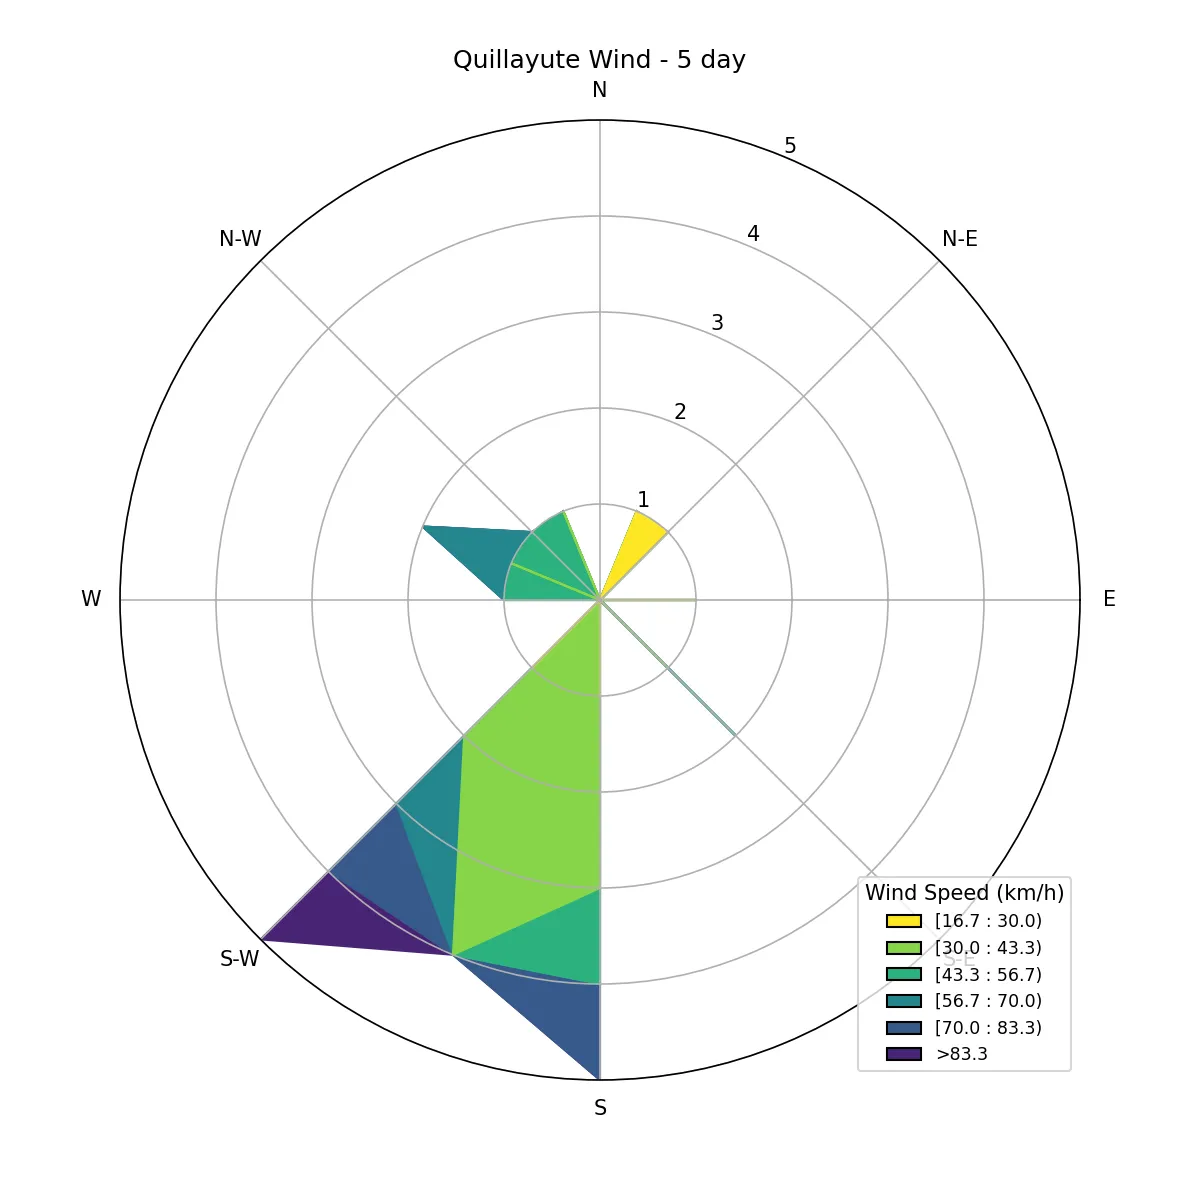 Quillayute Wind - 5 day
N
5
N-W
4
N-E
3
2
1
W
E
S-W
S-E
S
Wind Speed (km/h)
[16.7 : 30.0)
[30.0 : 43.3)
[43.3 : 56.7)
[56.7 : 70.0)
[70.0 : 83.3)
>83.3